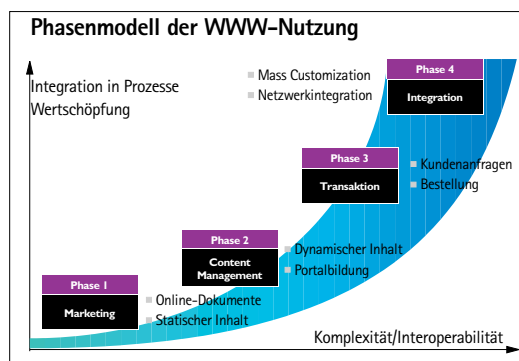 Phasenmodell der WWW-Nutzung
Integration in Prozesse
Wertschöpfung
Mass Customization
Netzwerkintegration
Phase 4
Integration
Phase 3
Transaktion
Kundenanfragen
Bestellung
Phase 2
Content
Management
Dynamischer Inhalt
Portalbildung
Phase 1
Marketing
Online-Dokumente
Statischer Inhalt
Komplexität/Interoperabilität